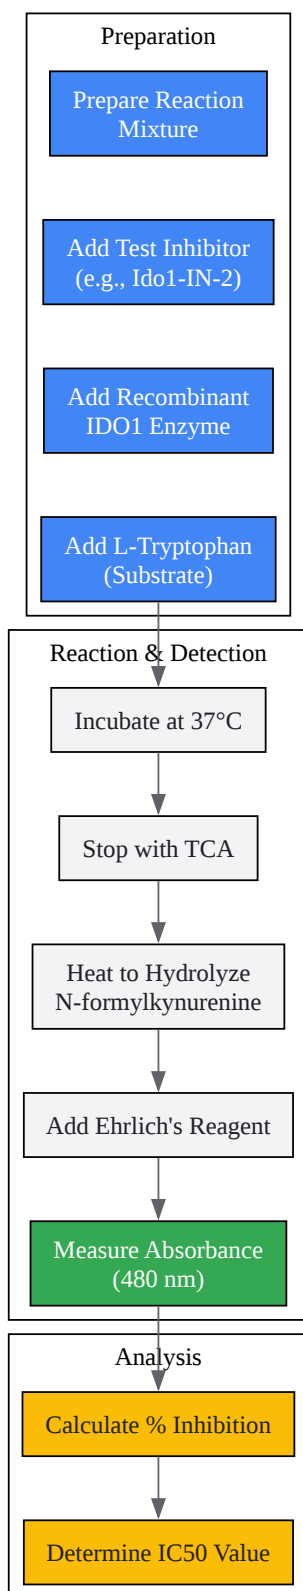 Preparation
Prepare Reaction
Mixture
Add Test Inhibitor
(e.g., Ido1-IN-2)
Add Recombinant
IDO1 Enzyme
Add L-Tryptophan
(Substrate)
Reaction & Detection
Incubate at 37°C
Stop with TCA
Heat to Hydrolyze
N-formylkynurenine
Add Ehrlich's Reagent
Measure Absorbance
(480 nm)
Analysis
Calculate % Inhibition
Determine IC50 Value